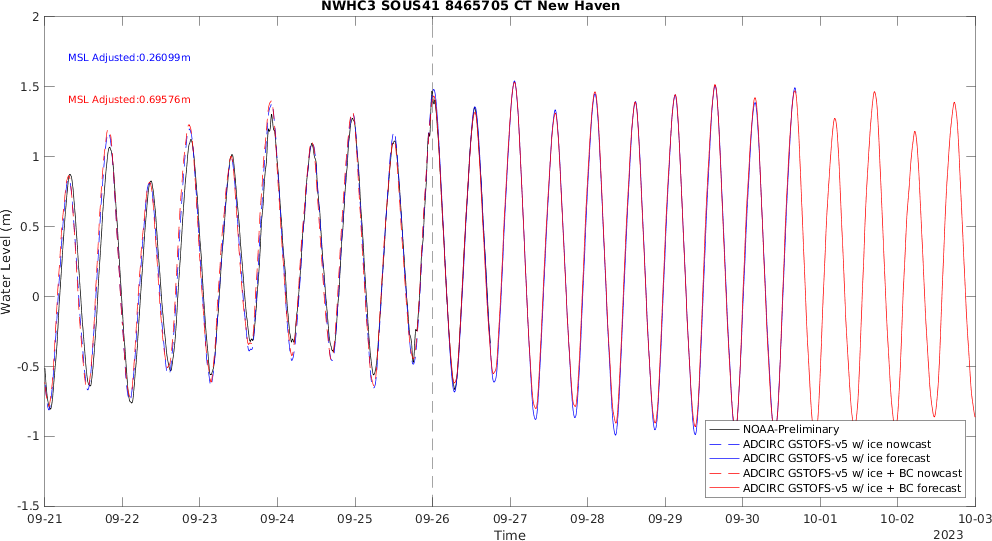 NWHC3 SOUS41 8465705 CT New Haven
MSL Adjusted:0.26099m
MSL Adjusted:0.69576m
2
1.5
1
0.5
0
-0.5
-1
-1.5
Water Level (m)
NOAA-Preliminary
ADCIRC GSTOFS-v5 w/ ice nowcast
ADCIRC GSTOFS-v5 w/ ice forecast
ADCIRC GSTOFS-v5 w/ ice + BC nowcast
ADCIRC GSTOFS-v5 w/ ice + BC forecast
09-21 09-22 09-23 09-24 09-25 09-26 09-27 09-28 09-29 09-30 10-01 10-02 10-03
Time
2023